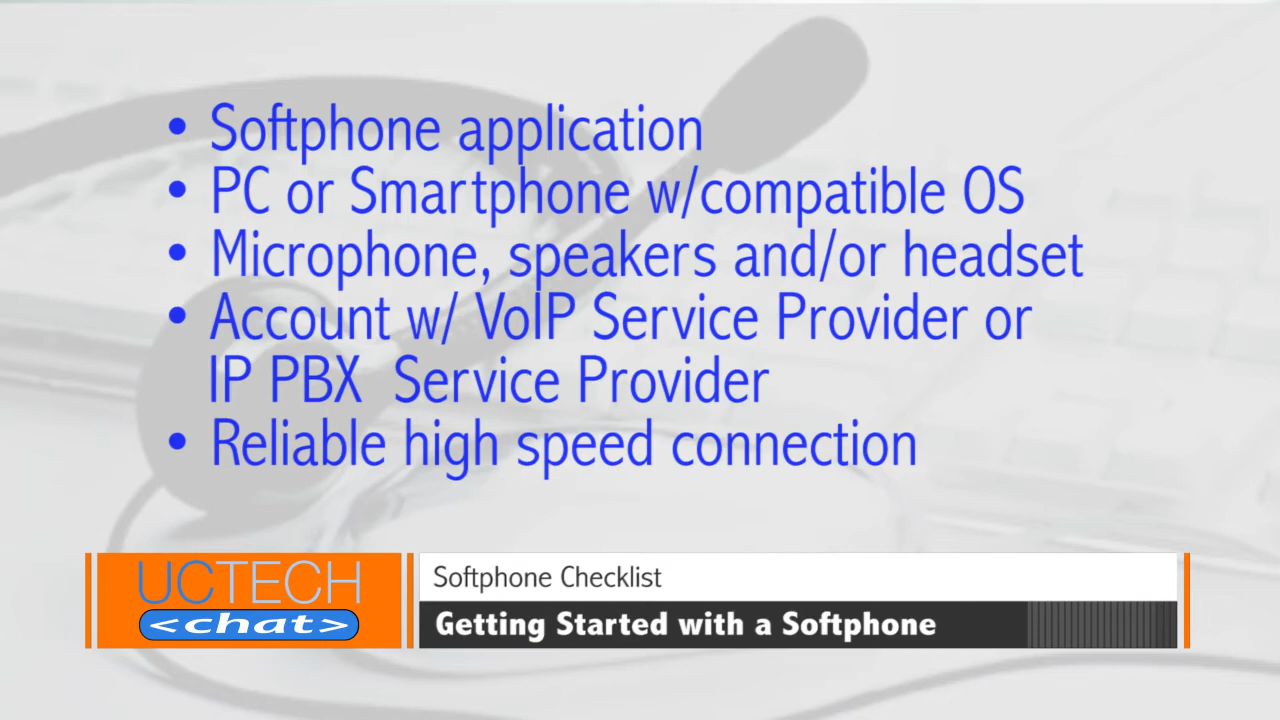 • Softphone application
• PC or Smartphone w/compatible OS
• Microphone, speakers and/or headset
• Account w/ VoIP Service Provider or
IP PBX  Service Provider
• Reliable high speed connection
UCTECH
<chat>
Softphone Checklist
Getting Started with a Softphone